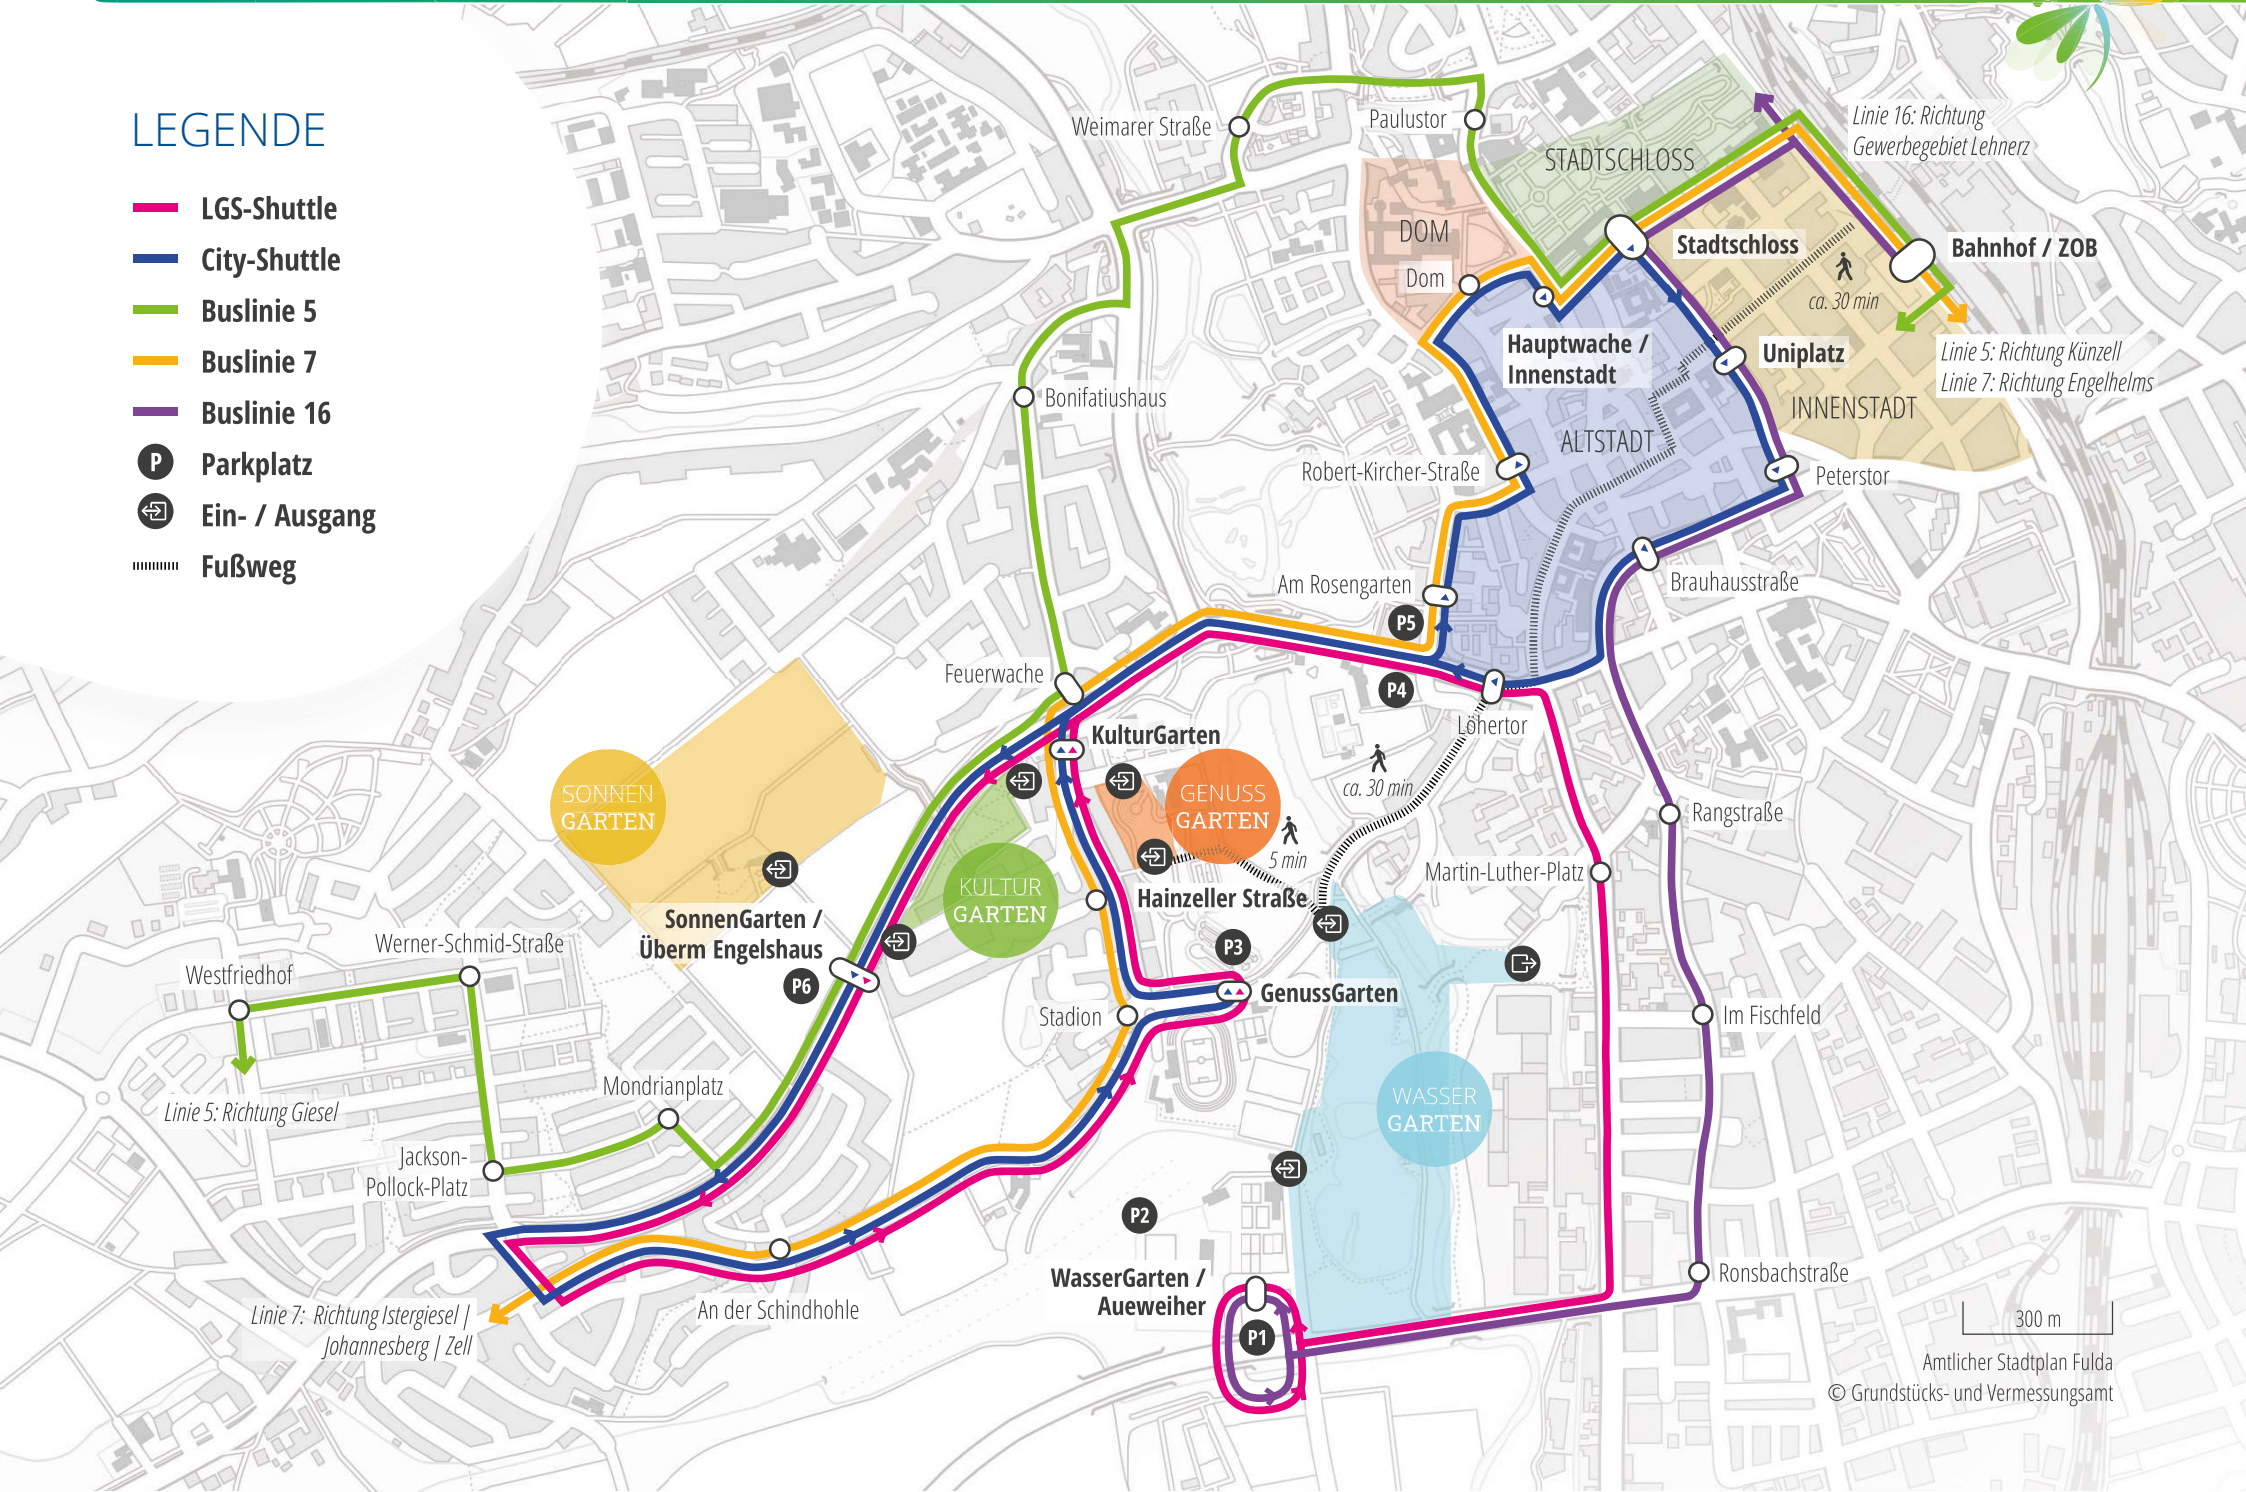 LEGENDE
LGS-Shuttle
City-Shuttle
Buslinie 5
Buslinie 7
Buslinie 16
P
Parkplatz
Ein- / Ausgang
Fußweg
Weimarer Straße
Paulustor
Linie 16: Richtung
Gewerbegebiet Lehnerz
STADTSCHLOSS
DOM
Dom
Stadtschloss
Bahnhof / ZOB
ca. 30 min
Hauptwache /
Innenstadt
Uniplatz
Linie 5: Richtung Künzell
Linie 7: Richtung Engelhelms
INNENSTADT
Bonifatiushaus
ALTSTADT
Robert-Kircher-Straße
Peterstor
Am Rosengarten
Brauhausstraße
P5
Feuerwache
P4
Löhertor
KulturGarten
SONNEN
GARTEN
GENUSS
GARTEN
ca. 30 min
Rangstraße
5 min
Martin-Luther-Platz
KULTUR
GARTEN
Hainzeller Straße
SonnenGarten /
Überm Engelshaus
Werner-Schmid-Straße
P3
Westfriedhof
P6
GenussGarten
Stadion
Im Fischfeld
Mondrianplatz
WASSER
GARTEN
Linie 5: Richtung Giesel
Jackson-
Pollock-Platz
P2
WasserGarten /
Aueweiher
Ronsbachstraße
An der Schindhohle
Linie 7: Richtung Istergiesel |
Johannesberg | Zell
P1
300 m
Amtlicher Stadtplan Fulda
© Grundstücks- und Vermessungsamt